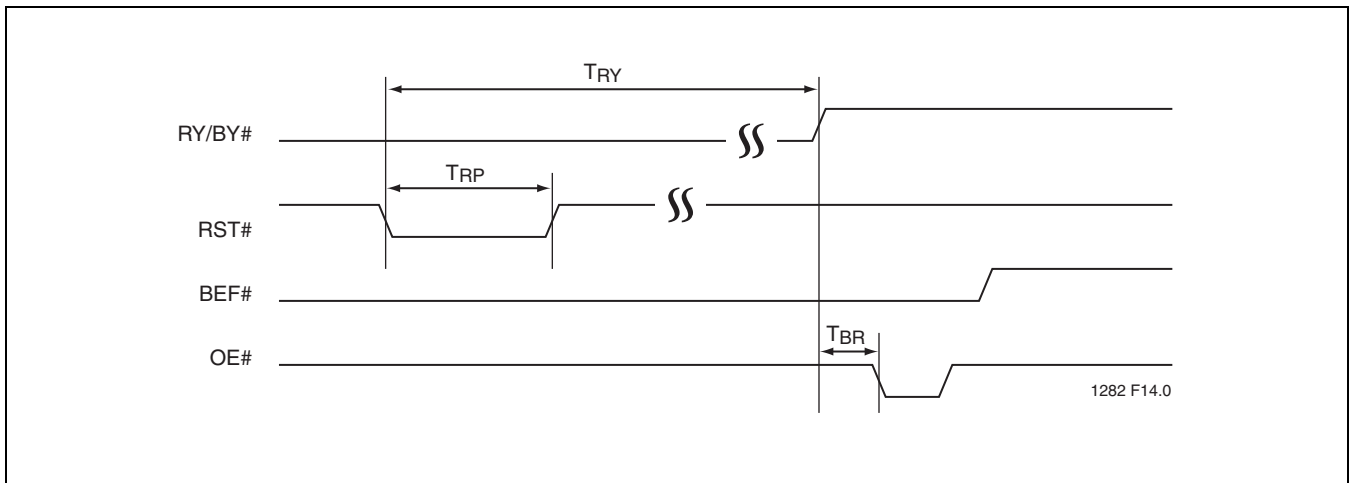 TRY
RY/BY#
TRP
RST#
BEF#
TBR
OE#
1282 F14.0